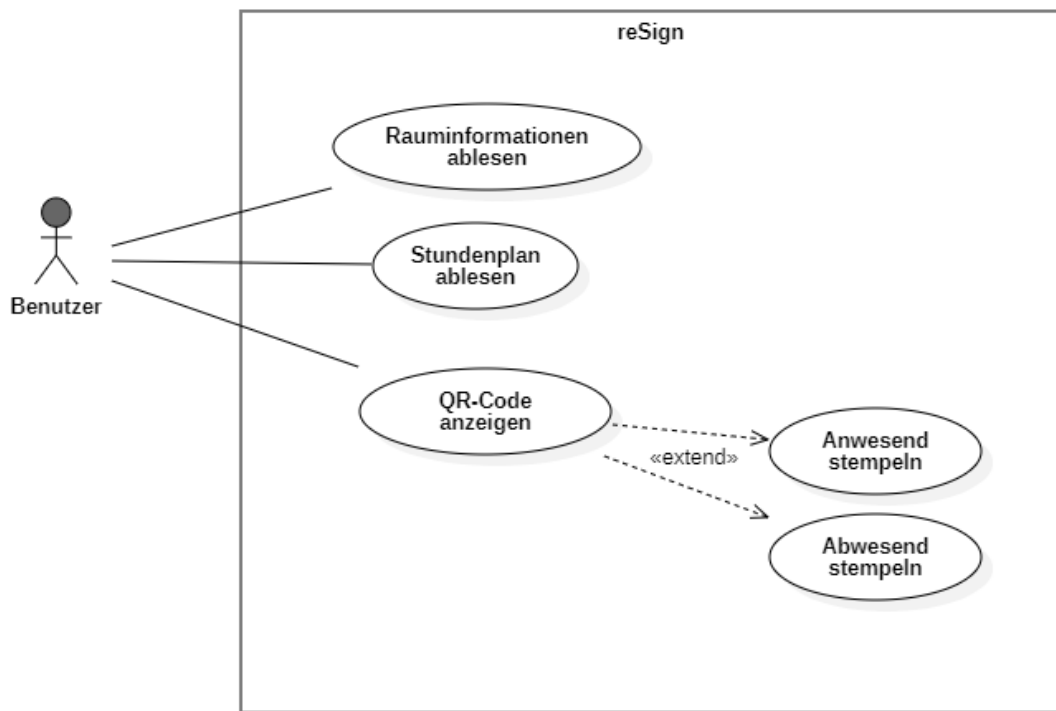 reSign
Rauminformationen
ablesen
Stundenplan
ablesen
Benutzer
QR-Code
anzeigen
«extend»
Anwesend
stempeln
Abwesend
stempeln